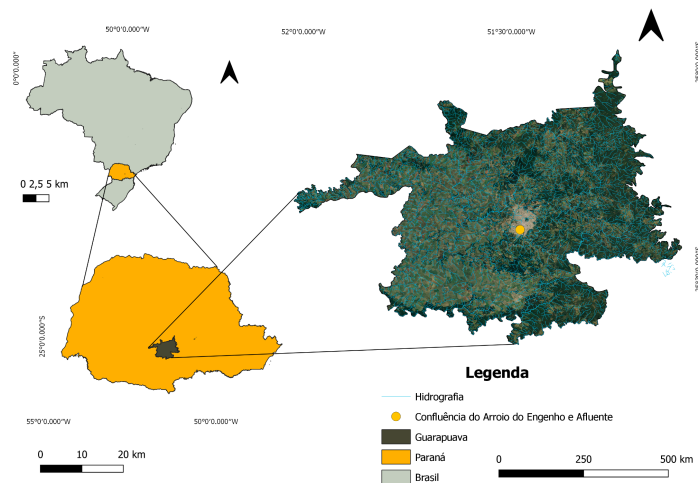 50°0'0.000"W
52°0'0.000"W
51°30'0.000"W
0°0'0.000"
0 2,5 5 km
25°0'0.000"S
Legenda
Hidrografia
Confluência do Arroio do Engenho e Afluente
Guarapuava
Paraná
Brasil
55°0'0.000"W
50°0'0.000"W
0 10 20 km
0 250 500 km